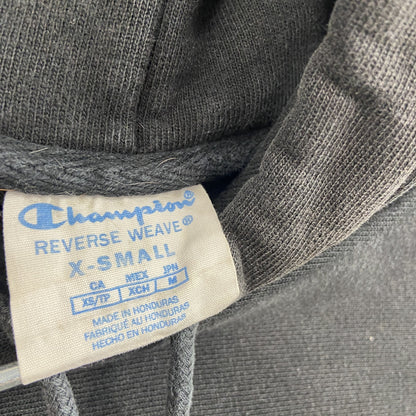 Champion®
REVERSE WEAVE®
X-SMALL
CA MEX JPN
XS/TP XCH M
MADE IN HONDURAS
FABRIQUÉ AU HONDURAS
HECHO EN HONDURAS